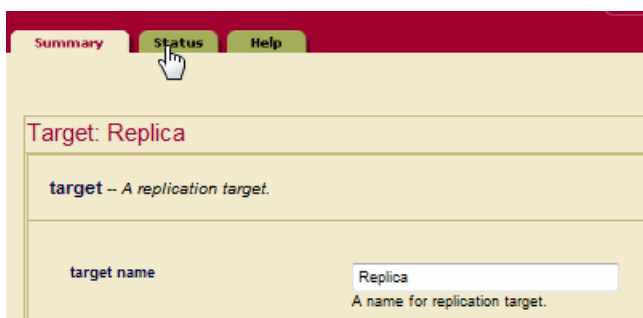 Summary Status Help
Target: Replica
target -- A replication target.
target name Replica
A name for replication target.